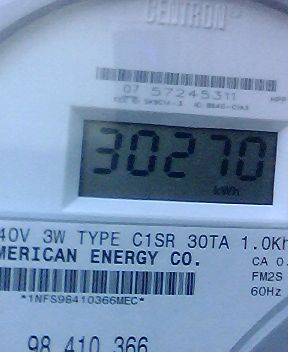 CENTRON
07 57245311
30270
kWh
40V 3W TYPE C1SR 30TA 1.0Kh
MERICAN ENERGY CO.
CA 0.
*1NFS98410366MEC*
FM2S
60Hz
98 410 366